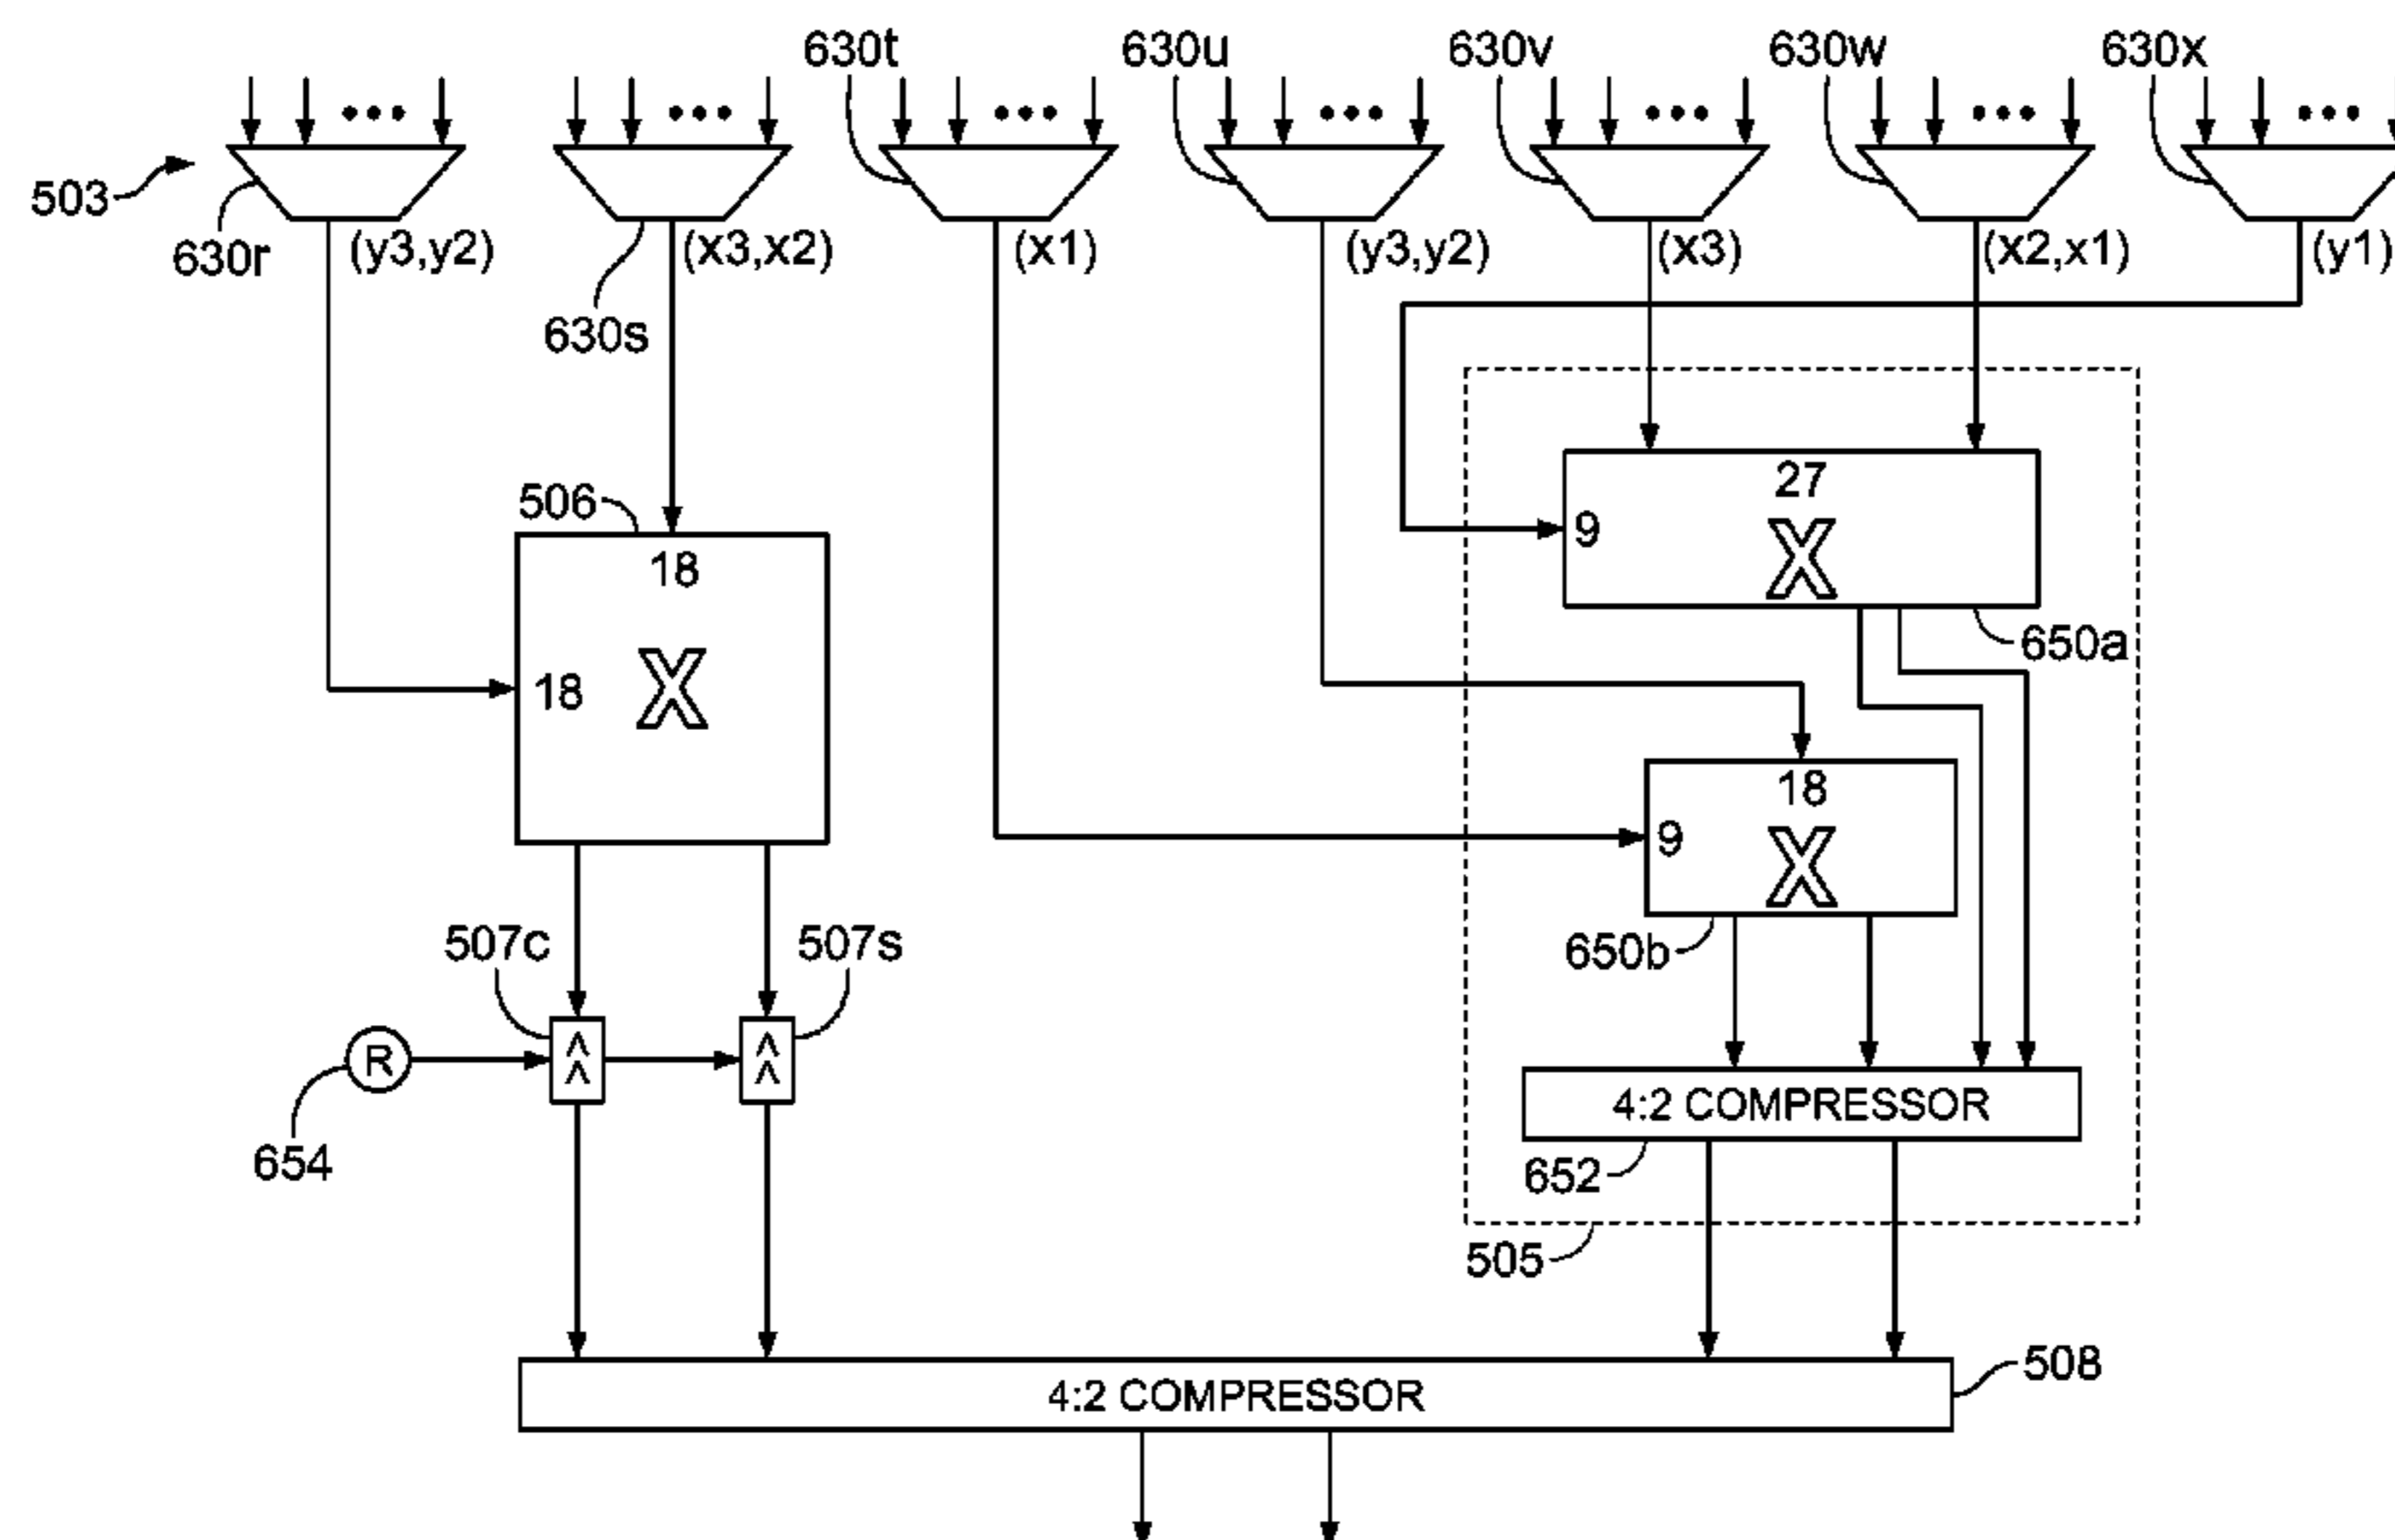 630t 630u 630v 630w 630x
503
630r (y3,y2) (x3,x2) (x1) (y3,y2) (x3) (x2,x1) (y1)
630s
506 18 27
9 X
18 X
650a
18
9 X
507c 507s 650b
R
654
4:2 COMPRESSOR
652
505
4:2 COMPRESSOR 508